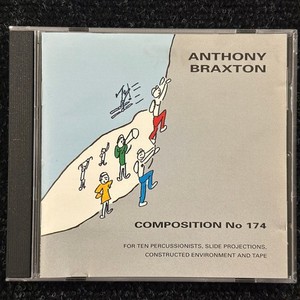 ANTHONY
BRAXTON
COMPOSITION No 174
FOR TEN PERCUSSIONISTS, SLIDE PROJECTIONS,
CONSTRUCTED ENVIRONMENT AND TAPE